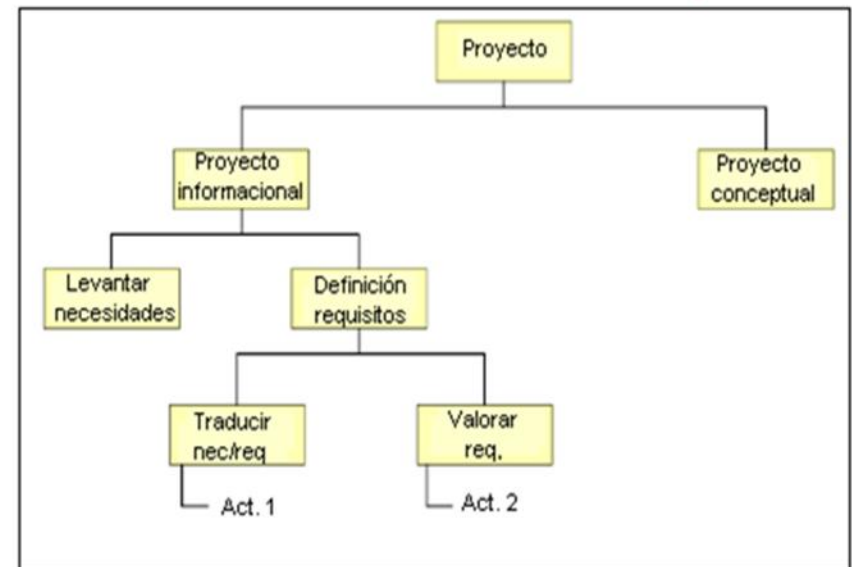 Proyecto
Proyecto
informacional
Proyecto
conceptual
Levantar
necesidades
Definición
requisitos
Traducir
nec/req
Valorar
req.
Act. 1
Act. 2